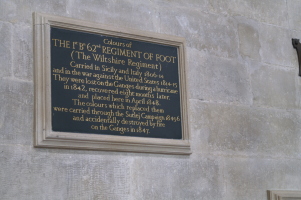 Colours of
THE 1st Bn 62nd REGIMENT OF FOOT
(The Wiltshire Regiment)
Carried in Sicily and Italy 1806-10
and in the war against the United States 1814-15
They were lost on the Ganges during a hurricane
in 1842, recovered eight months later,
and placed here in April 1848.
The colours which replaced them
were carried through the Sutlej Campaign 1845-6
and accidentally destroyed by fire
on the Ganges in 1847.